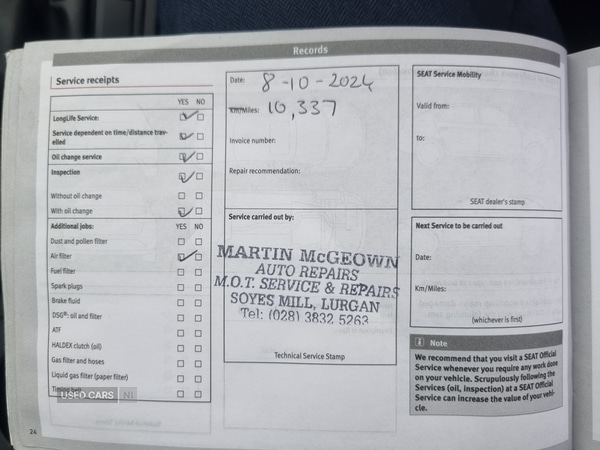 Records
Service receipts
YES NO
LongLife Service:
Service dependent on time/distance trav-
elled
Oil change service
Inspection
Without oil change
With oil change
Additional jobs: YES NO
Dust and pollen filter
Air filter
Fuel filter
Spark plugs
Brake fluid
DSG®: oil and filter
ATF
HALDEX clutch (oil)
Gas filter and hoses
Liquid gas filter (paper filter)
Timing belt
USED CARS NI
24
Date: 8-10-2024
Km/Miles: 10,337
Invoice number:
Repair recommendation:
Service carried out by:
MARTIN McGEOWN
AUTO REPAIRS
M.O.T. SERVICE & REPAIRS
SOYES MILL, LURGAN
Tel: (028) 3832 5263
Technical Service Stamp
SEAT Service Mobility
Valid from:
to:
SEAT dealer's stamp
Next Service to be carried out
Date:
Km/Miles:
(whichever is first)
Note
We recommend that you visit a SEAT Official
Service whenever you require any work done
on your vehicle. Scrupulously following the
Services (oil, inspection) at a SEAT Official
Service can increase the value of your vehi-
cle.